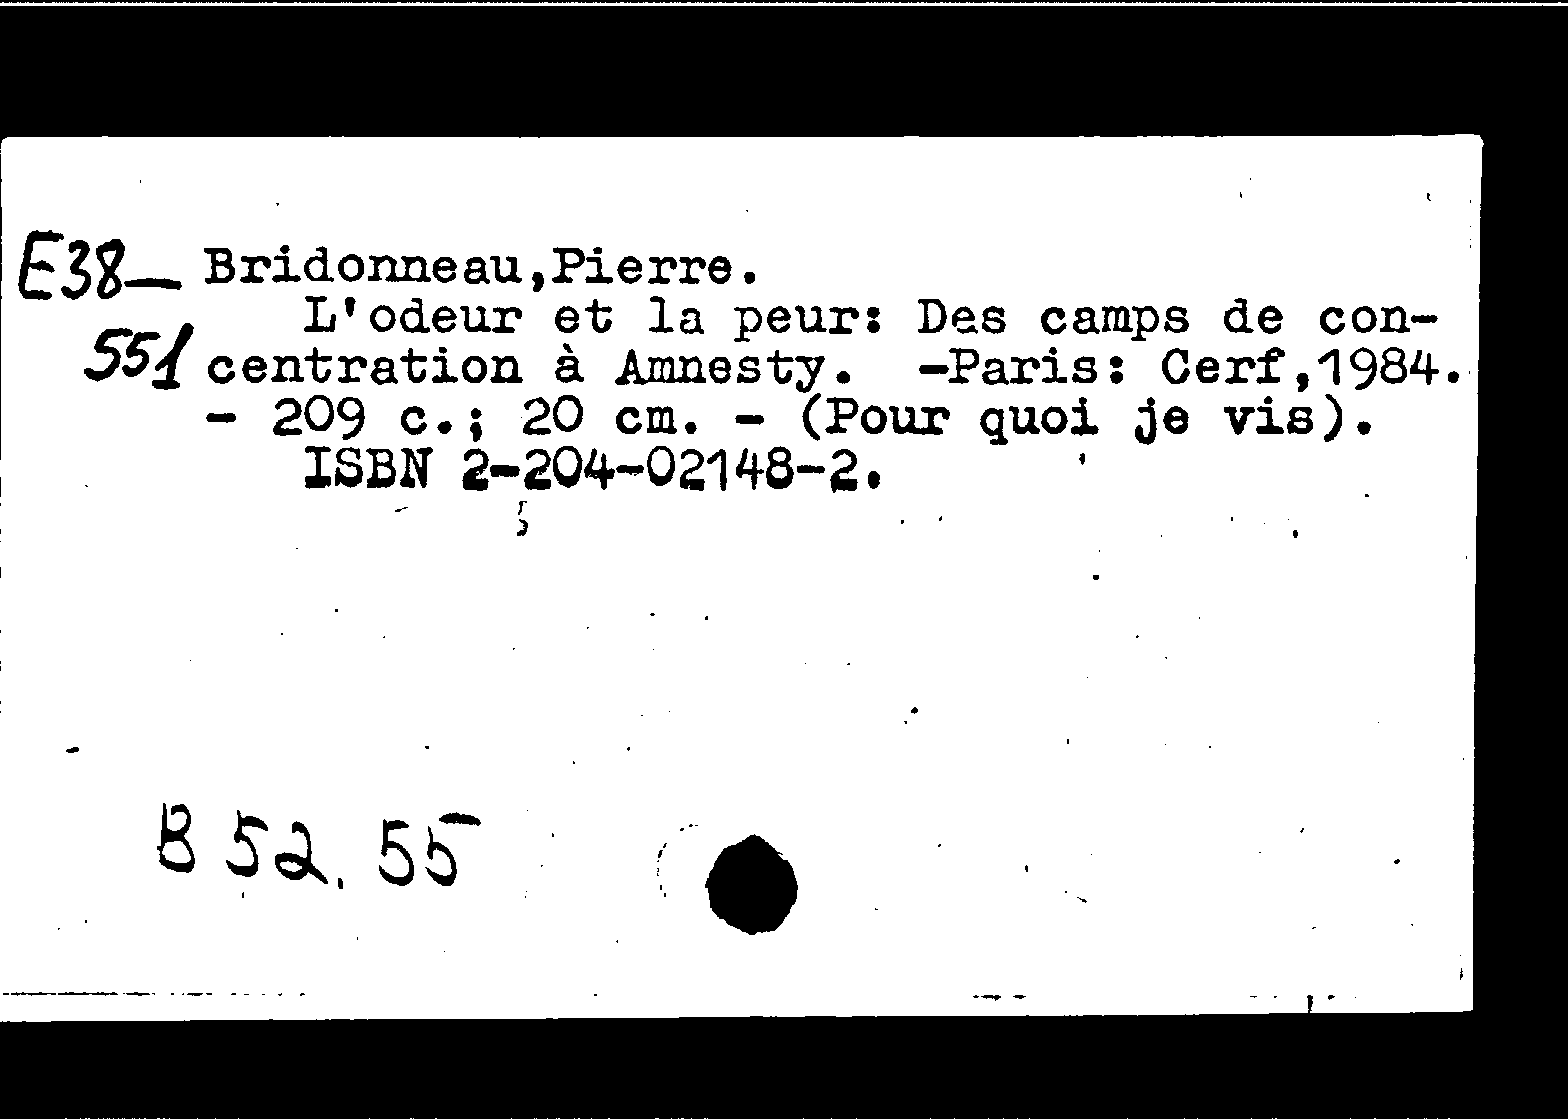 E38— Bridonneau,Pierre.
L'odeur et la peur: Des camps de con-
551 centration à Amnesty. -Paris: Cerf,1984.
- 209 c.; 20 cm. - (Pour quoi je vis).
ISBN 2-204-02148-2.
B 52.55